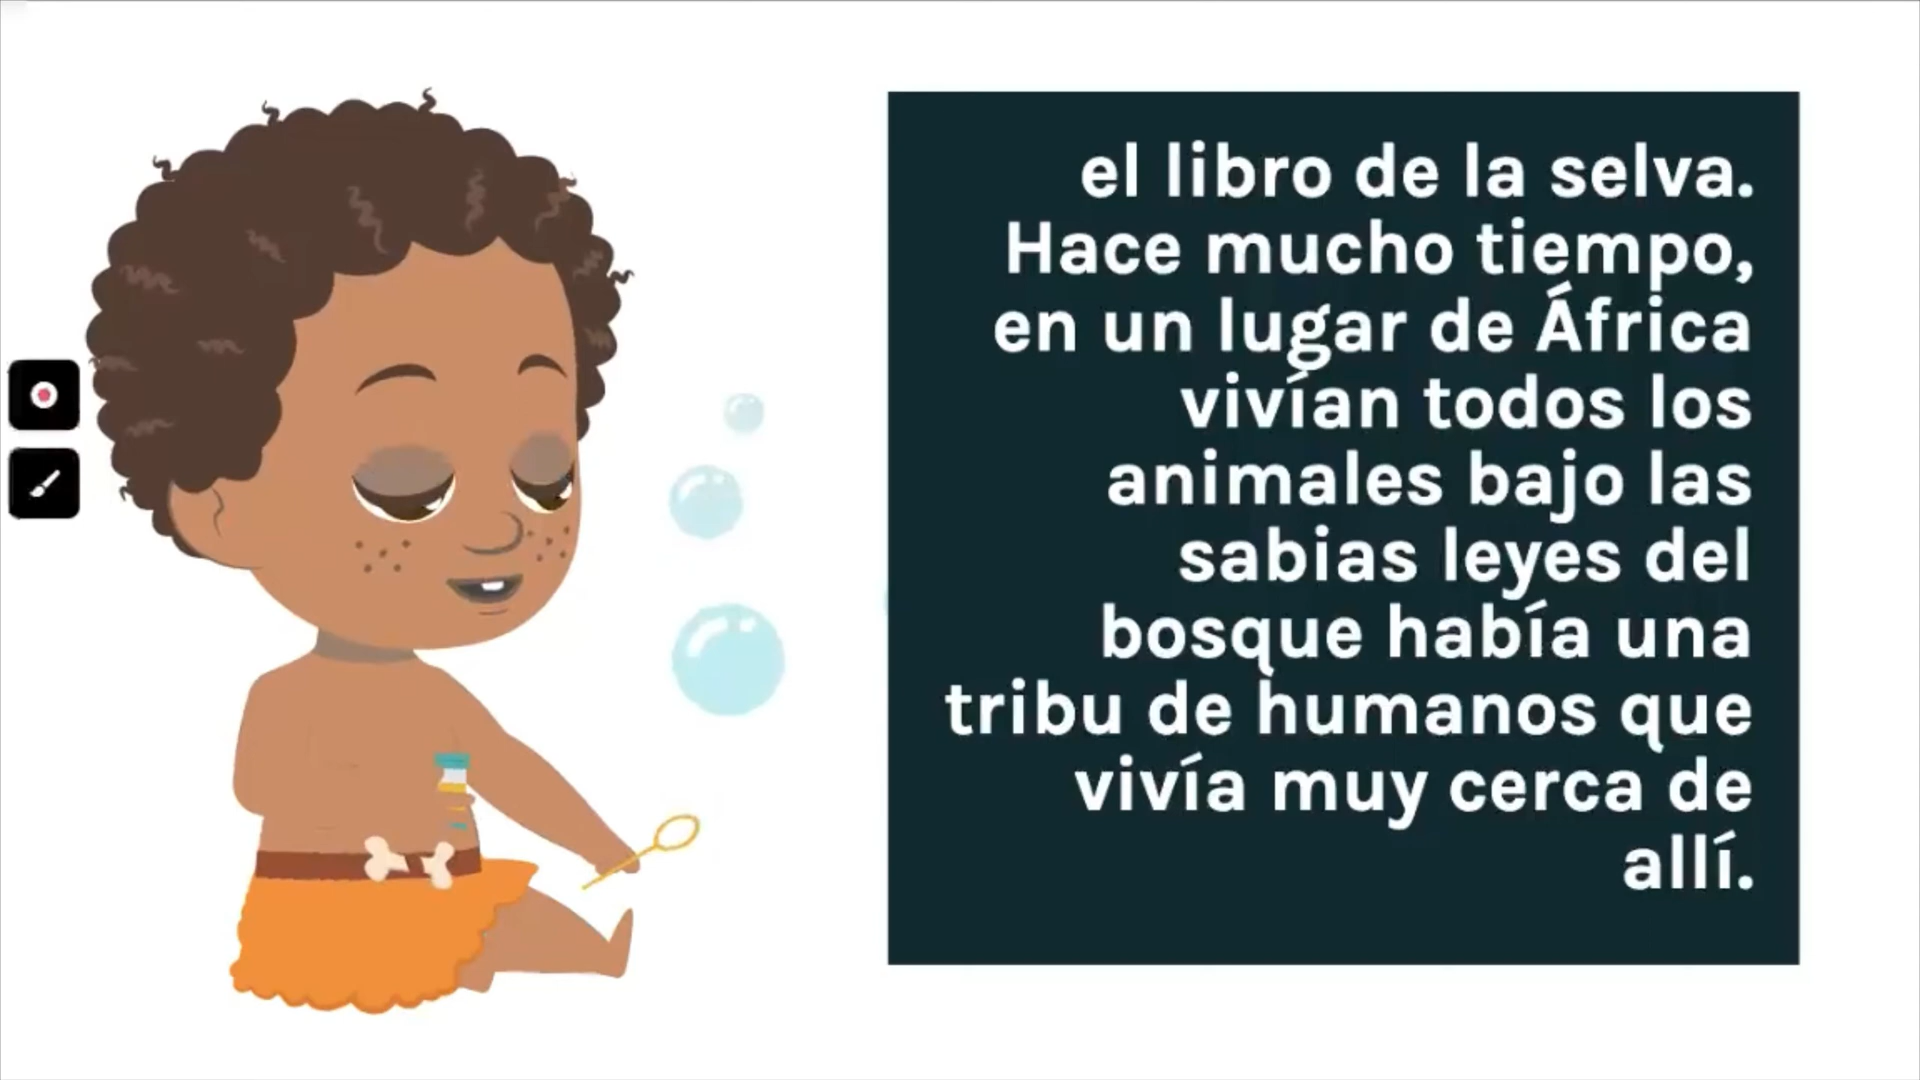 el libro de la selva.
Hace mucho tiempo,
en un lugar de África
vivían todos los
animales bajo las
sabias leyes del
bosque había una
tribu de humanos que
vivía muy cerca de
allí.